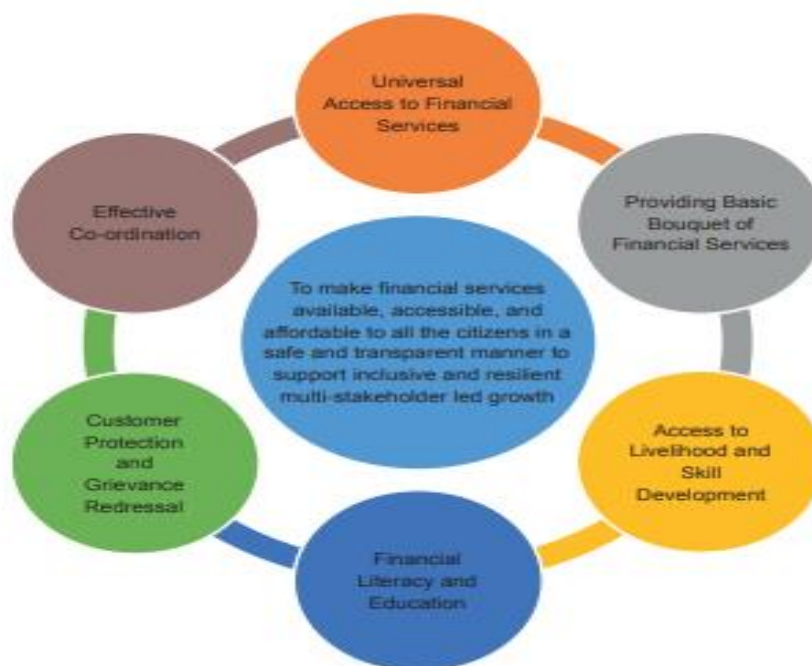 Universal
Access to Financial
Services
Providing Basic
Bouquet of
Financial Services
Access to
Livelihood and
Skill
Development
Financial
Literacy and
Education
Customer
Protection
and
Grievance
Redressal
Effective
Co-ordination
To make financial services
available, accessible, and
affordable to all the citizens in a
safe and transparent manner to
support inclusive and resilient
multi-stakeholder led growth